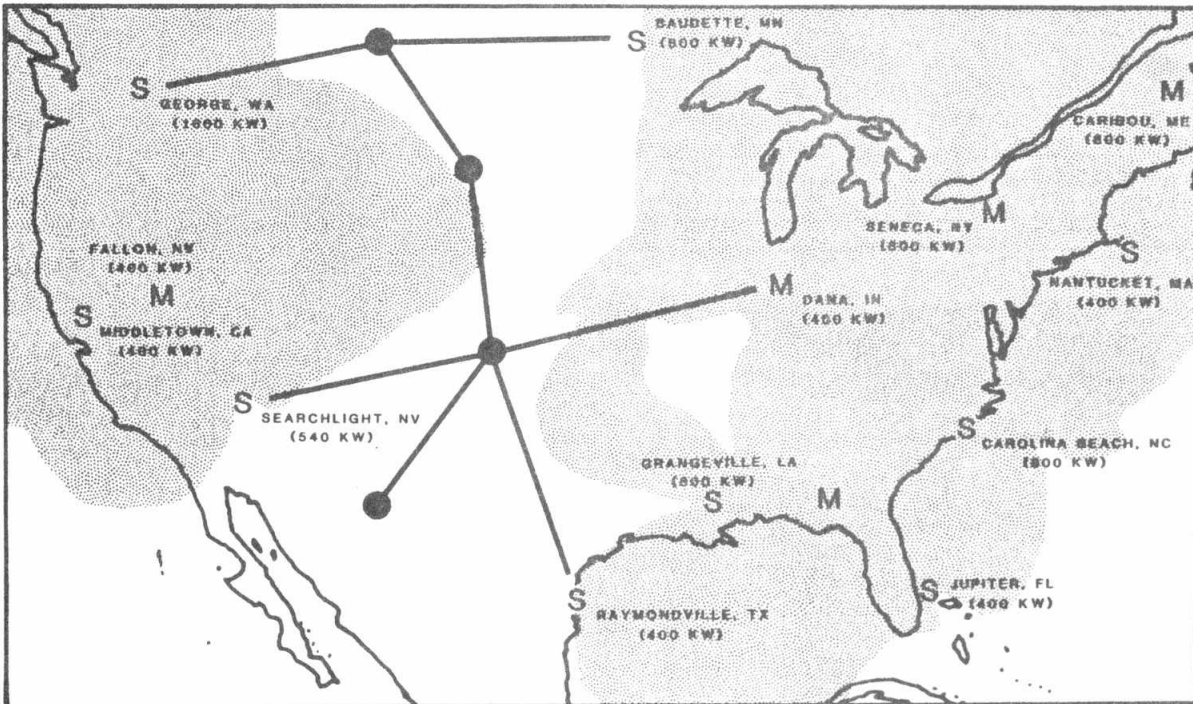 BAUDETTE, MN
S
(800 KW)
S
GEORGE, WA
(1600 KW)
M
CARIBOU, ME
(800 KW)
M
SENECA, NY
(800 KW)
S
NANTUCKET, MA
(400 KW)
FALLON, NV
(400 KW)
M
S
MIDDLETOWN, CA
(400 KW)
M
DANA, IN
(400 KW)
S
SEARCHLIGHT, NV
(540 KW)
S
CAROLINA BEACH, NC
(800 KW)
GRANGEVILLE, LA
(800 KW)
S
M
S
JUPITER, FL
(400 KW)
S
RAYMONDVILLE, TX
(400 KW)